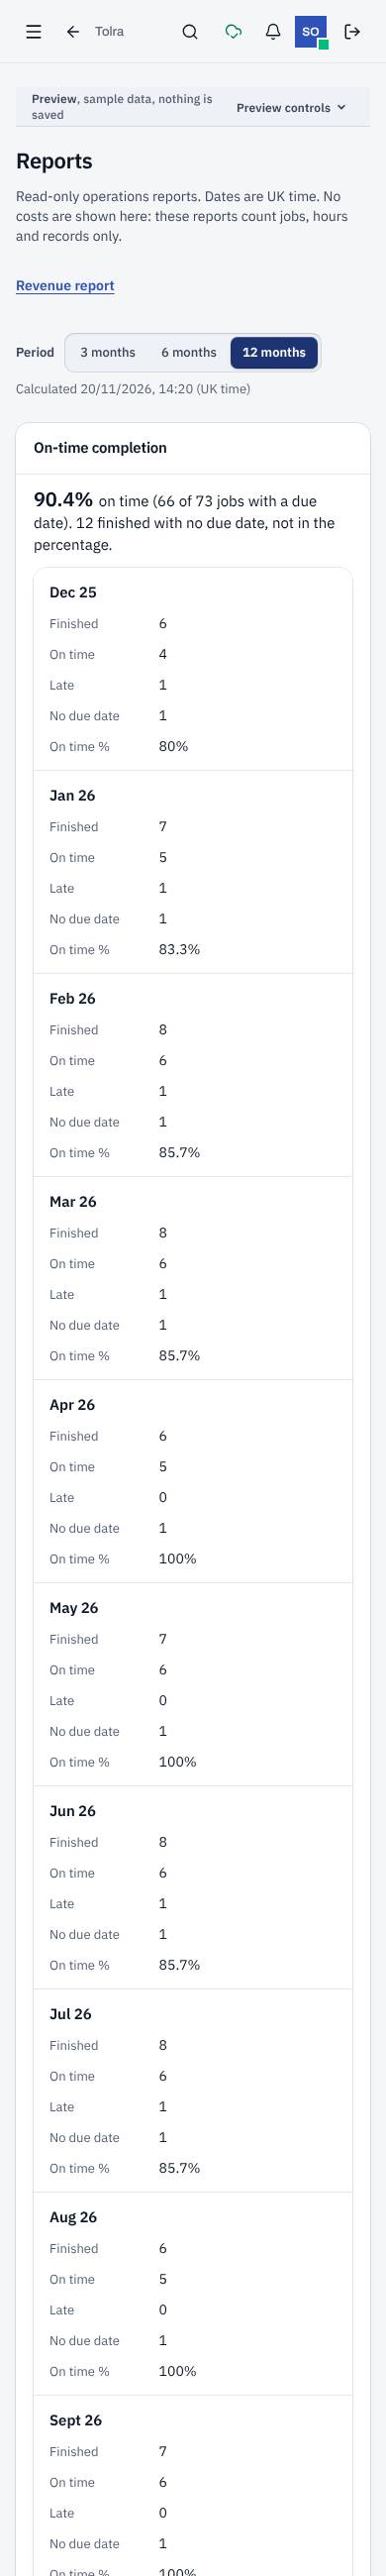 Tolra
SO
Preview, sample data, nothing is
saved
Preview controls
Reports
Read-only operations reports. Dates are UK time. No
costs are shown here: these reports count jobs, hours
and records only.
Revenue report
Period 3 months 6 months 12 months
Calculated 20/11/2026, 14:20 (UK time)
On-time completion
90.4% on time (66 of 73 jobs with a due
date). 12 finished with no due date, not in the
percentage.
Dec 25
Finished 6
On time 4
Late 1
No due date 1
On time % 80%
Jan 26
Finished 7
On time 5
Late 1
No due date 1
On time % 83.3%
Feb 26
Finished 8
On time 6
Late 1
No due date 1
On time % 85.7%
Mar 26
Finished 8
On time 6
Late 1
No due date 1
On time % 85.7%
Apr 26
Finished 6
On time 5
Late 0
No due date 1
On time % 100%
May 26
Finished 7
On time 6
Late 0
No due date 1
On time % 100%
Jun 26
Finished 8
On time 6
Late 1
No due date 1
On time % 85.7%
Jul 26
Finished 8
On time 6
Late 1
No due date 1
On time % 85.7%
Aug 26
Finished 6
On time 5
Late 0
No due date 1
On time % 100%
Sept 26
Finished 7
On time 6
Late 0
No due date 1
On time % 100%